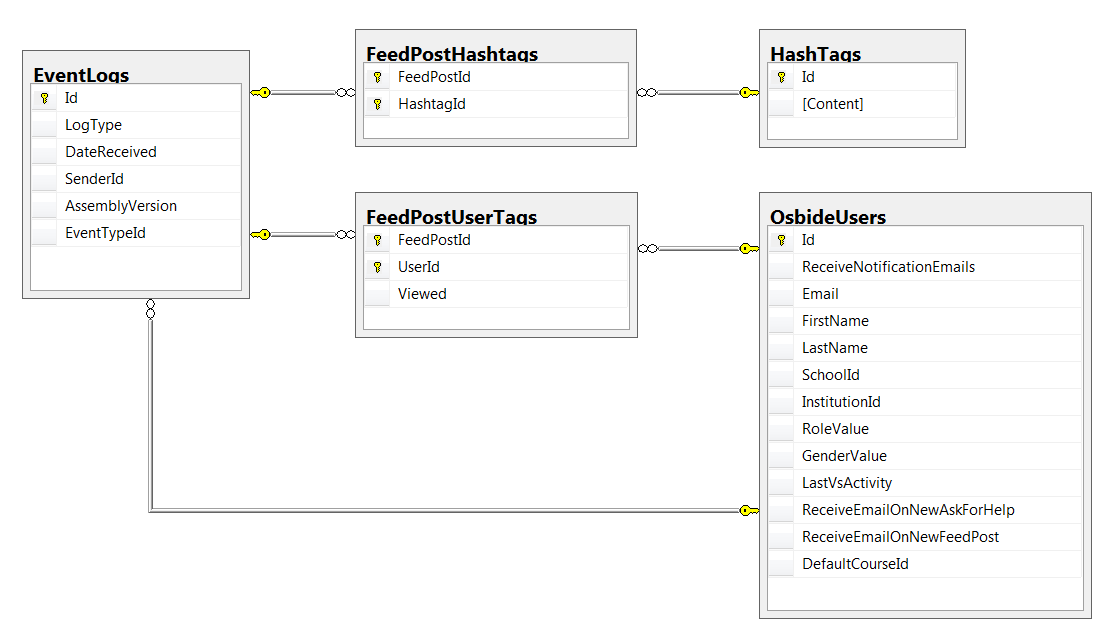 EventLogs
Id
LogType
DateReceived
SenderId
AssemblyVersion
EventTypeId
FeedPostHashtags
FeedPostId
HashtagId
HashTags
Id
[Content]
FeedPostUserTags
FeedPostId
UserId
Viewed
OsbideUsers
Id
ReceiveNotificationEmails
Email
FirstName
LastName
SchoolId
InstitutionId
RoleValue
GenderValue
LastVsActivity
ReceiveEmailOnNewAskForHelp
ReceiveEmailOnNewFeedPost
DefaultCourseId